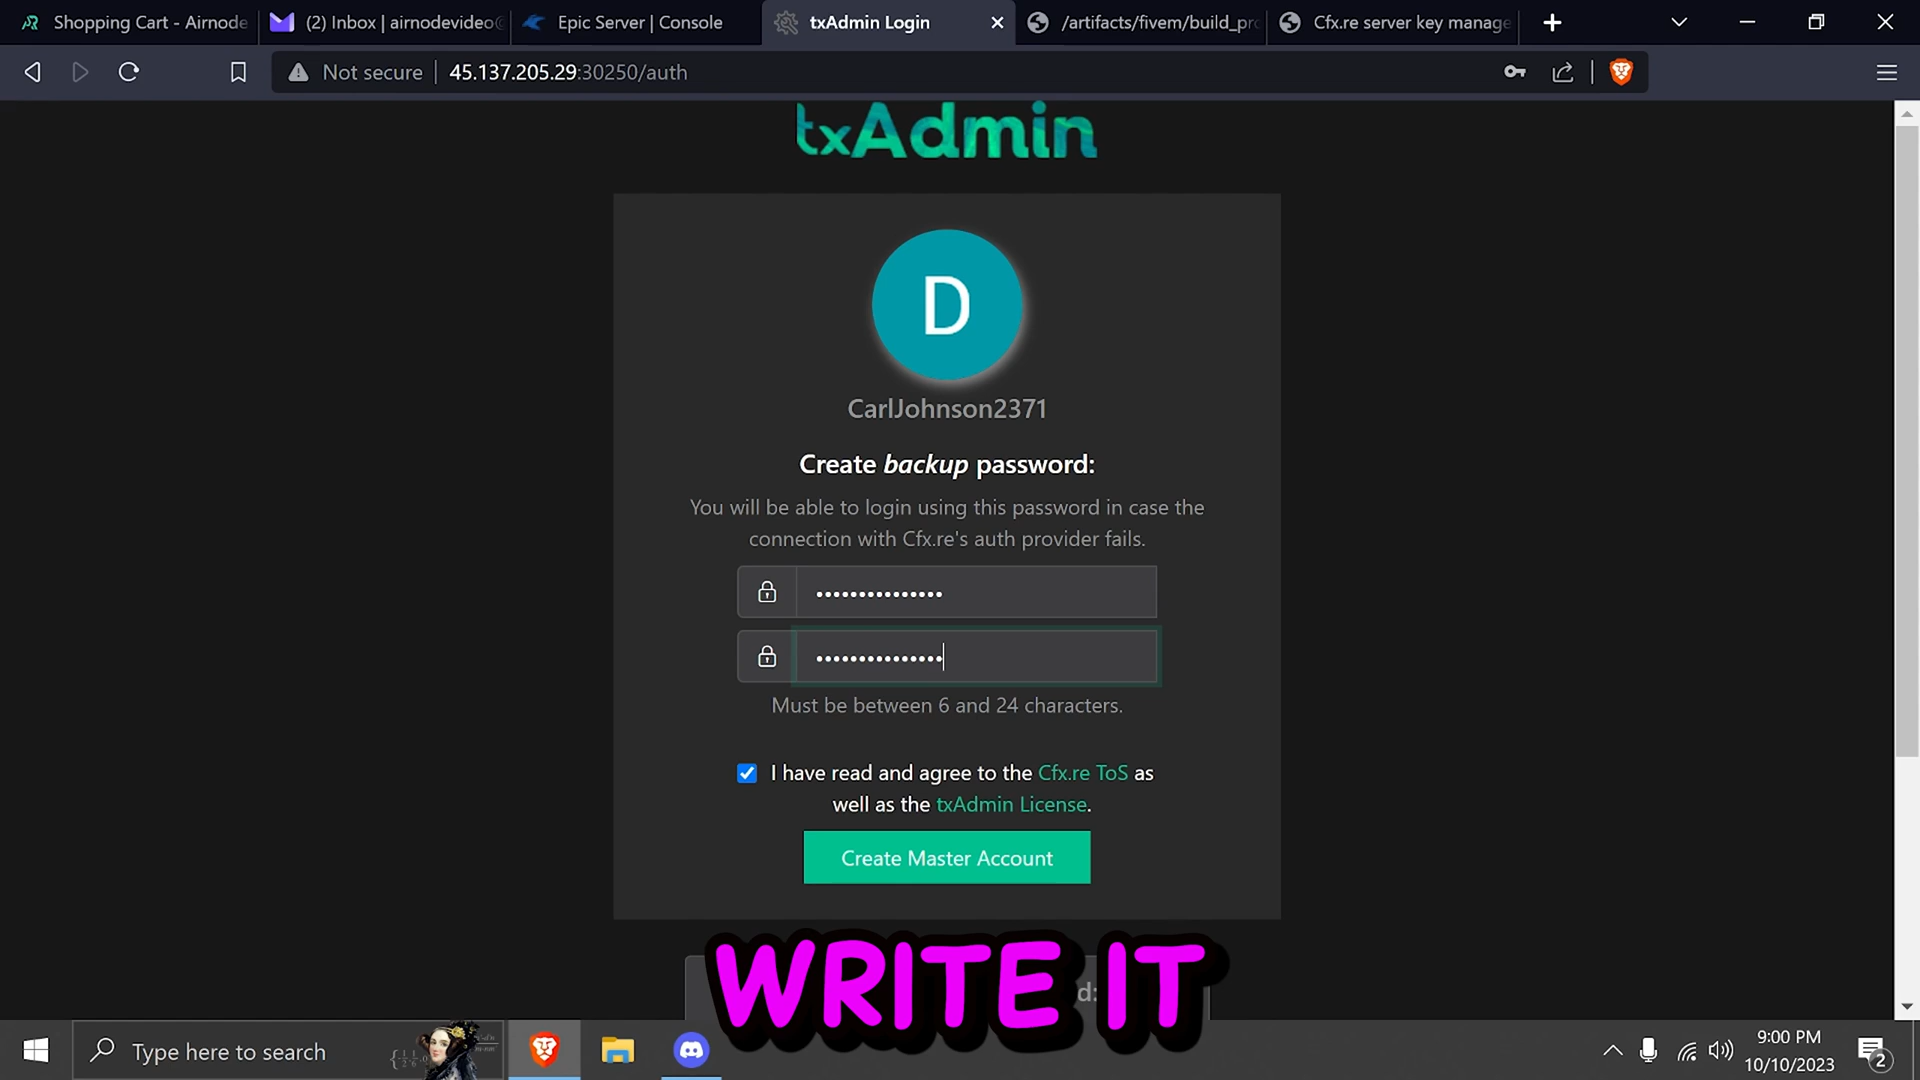 Shopping Cart - Airnode
(2) Inbox | airnodevideo@
Epic Server | Console
txAdmin Login
/artifacts/fivem/build_pro
Cfx.re server key manage
Not secure
45.137.205.29:30250/auth
txAdmin
D
CarlJohnson2371
Create backup password:
You will be able to login using this password in case the
connection with Cfx.re's auth provider fails.
•••••••••••••••
•••••••••••••••
Must be between 6 and 24 characters.
I have read and agree to the Cfx.re ToS as
well as the txAdmin License.
Create Master Account
WRITE IT
d:
Type here to search
9:00 PM
10/10/2023
2